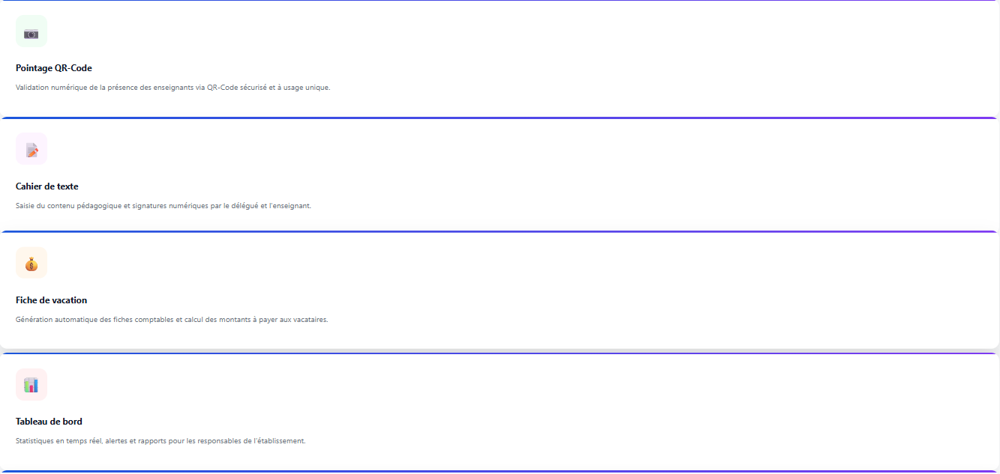 Pointage QR-Code
Validation numérique de la présence des enseignants via QR-Code sécurisé et à usage unique.
Cahier de texte
Saisie du contenu pédagogique et signatures numériques par le délégué et l'enseignant.
Fiche de vacation
Génération automatique des fiches comptables et calcul des montants à payer aux vacataires.
Tableau de bord
Statistiques en temps réel, alertes et rapports pour les responsables de l'établissement.